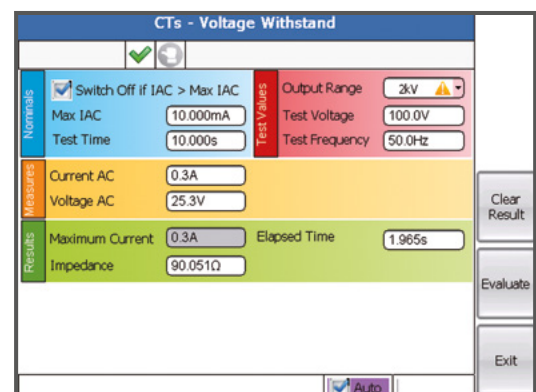 CTs - Voltage Withstand
Nominals
Switch Off if IAC > Max IAC
Max IAC 10.000mA
Test Time 10.000s
Test Values
Output Range 2kV
Test Voltage 100.0V
Test Frequency 50.0Hz
Measures
Current AC 0.3A
Voltage AC 25.3V
Results
Maximum Current 0.3A Elapsed Time 1.965s
Impedance 90.051Ω
Clear
Result
Evaluate
Exit
Auto